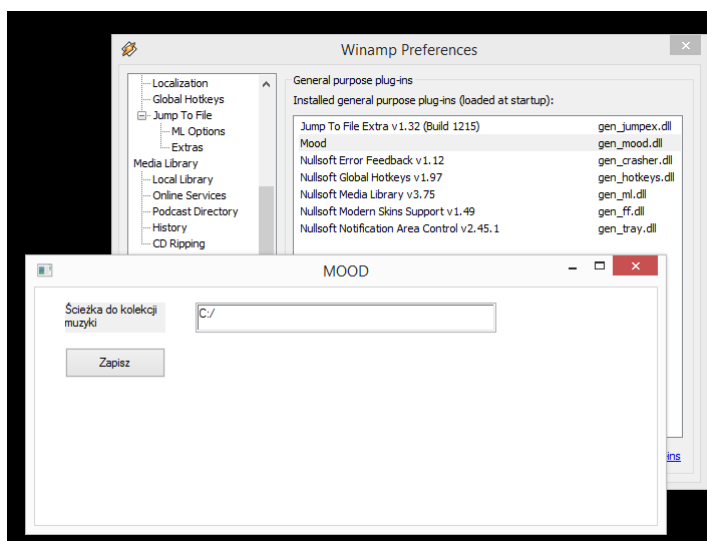 Winamp Preferences
Localization
Global Hotkeys
Jump To File
ML Options
Extras
Media Library
Local Library
Online Services
Podcast Directory
History
CD Ripping
General purpose plug-ins
Installed general purpose plug-ins (loaded at startup):
Jump To File Extra v1.32 (Build 1215) gen_jumpex.dll
Mood gen_mood.dll
Nullsoft Error Feedback v1.12 gen_crasher.dll
Nullsoft Global Hotkeys v1.97 gen_hotkeys.dll
Nullsoft Media Library v3.75 gen_ml.dll
Nullsoft Modern Skins Support v1.49 gen_ff.dll
Nullsoft Notification Area Control v2.45.1 gen_tray.dll
MOOD
Ścieżka do kolekcji
muzyki
C:/
Zapisz